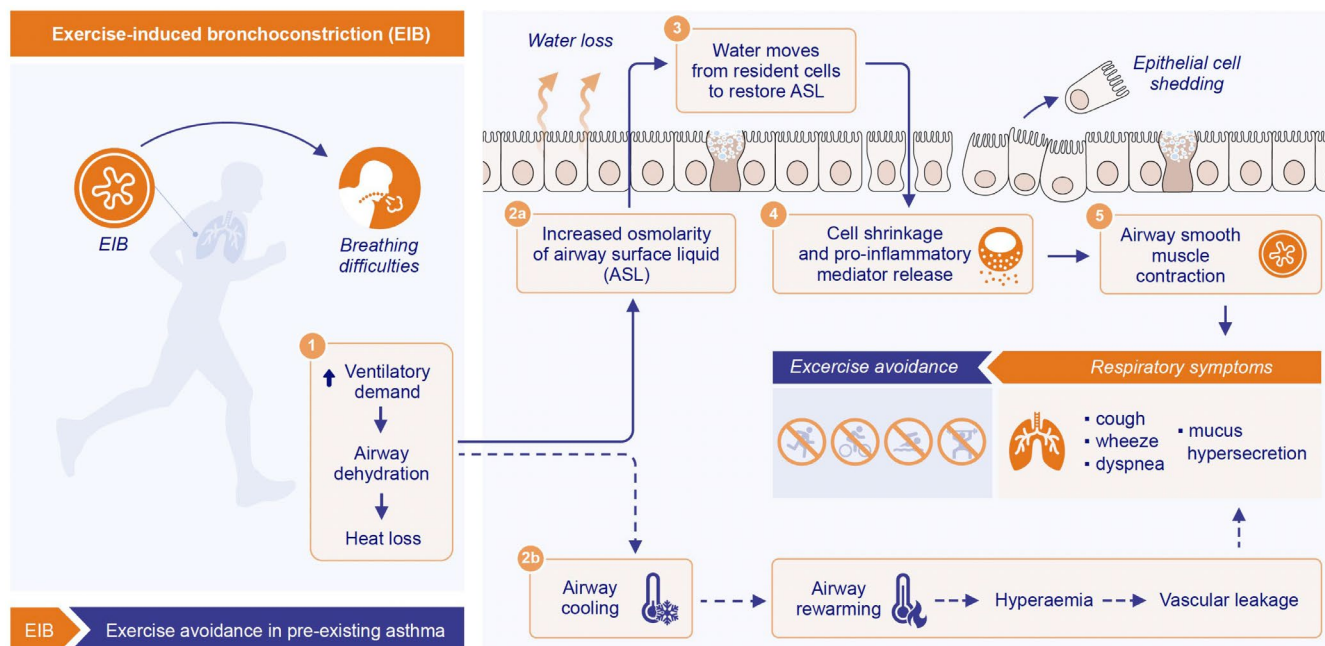 Exercise-induced bronchoconstriction (EIB)
EIB
Breathing
difficulties
1
Ventilatory
demand
Airway
dehydration
Heat loss
EIB
Exercise avoidance in pre-existing asthma
Water loss
3
Water moves
from resident cells
to restore ASL
Epithelial cell
shedding
2a
Increased osmolarity
of airway surface liquid
(ASL)
4
Cell shrinkage
and pro-inflammatory
mediator release
5
Airway smooth
muscle
contraction
Excercise avoidance
Respiratory symptoms
▪ cough
▪ wheeze
▪ dyspnea
▪ mucus
hypersecretion
2b
Airway
cooling
Airway
rewarming
Hyperaemia
Vascular leakage